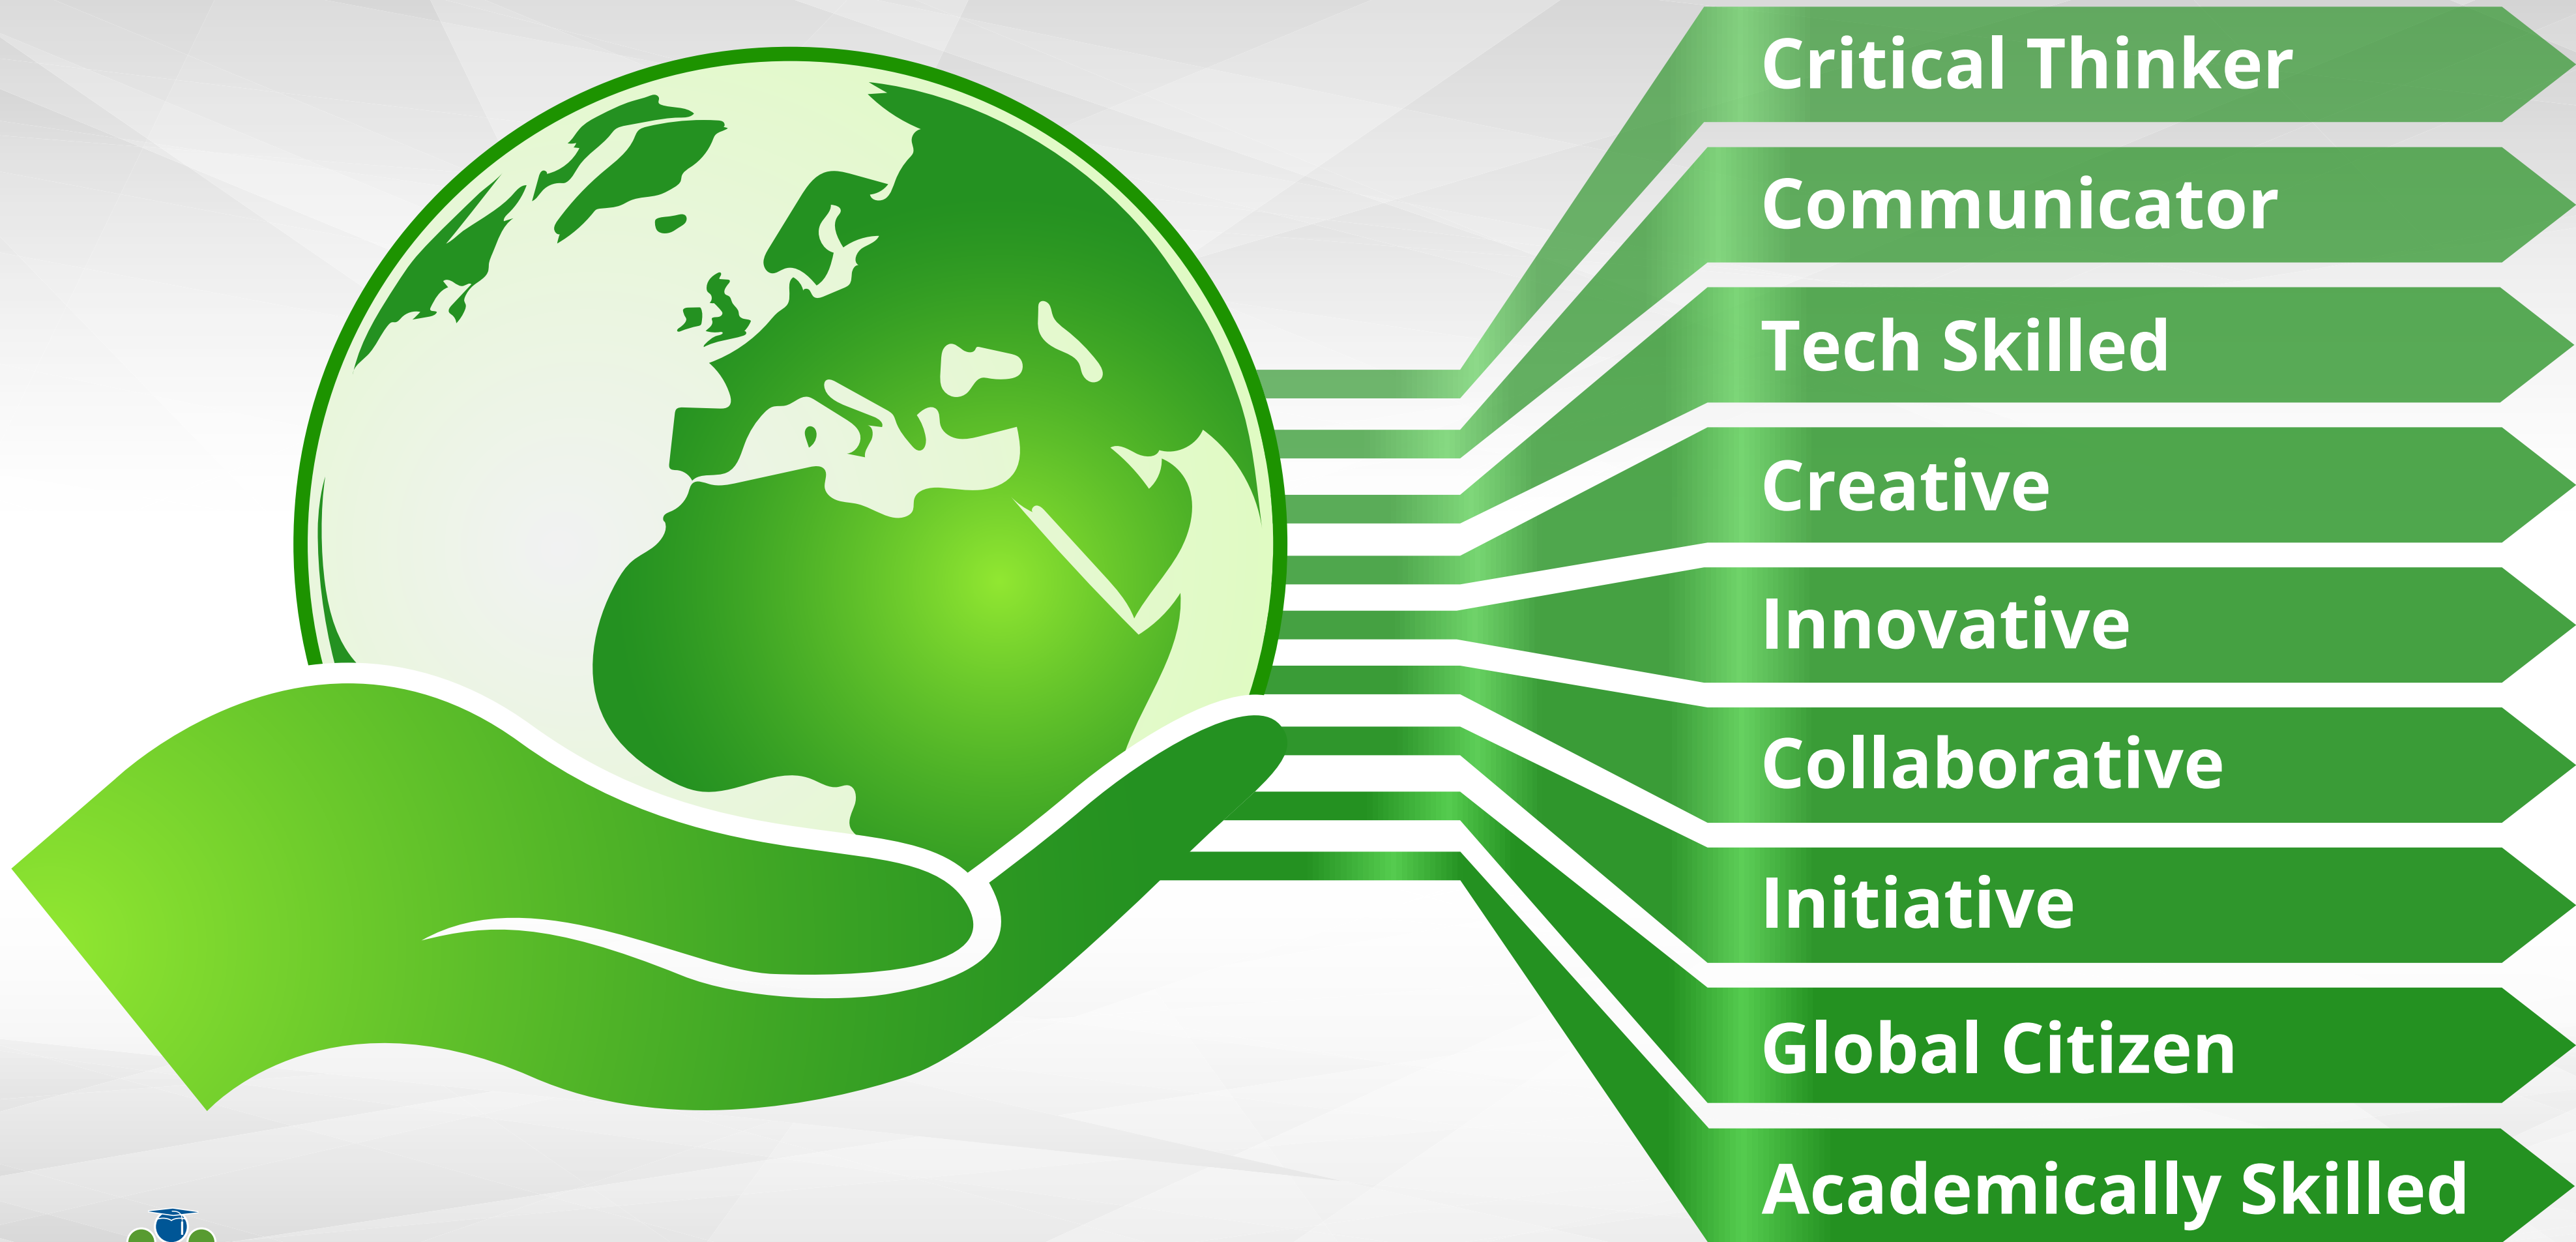 Critical Thinker
Communicator
Tech Skilled
Creative
Innovative
Collaborative
Initiative
Global Citizen
Academically Skilled